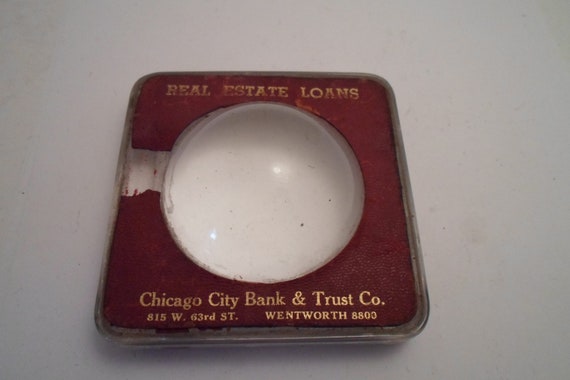 REAL ESTATE LOANS
Chicago City Bank & Trust Co.
815 W. 63rd ST. WENTWORTH 8800